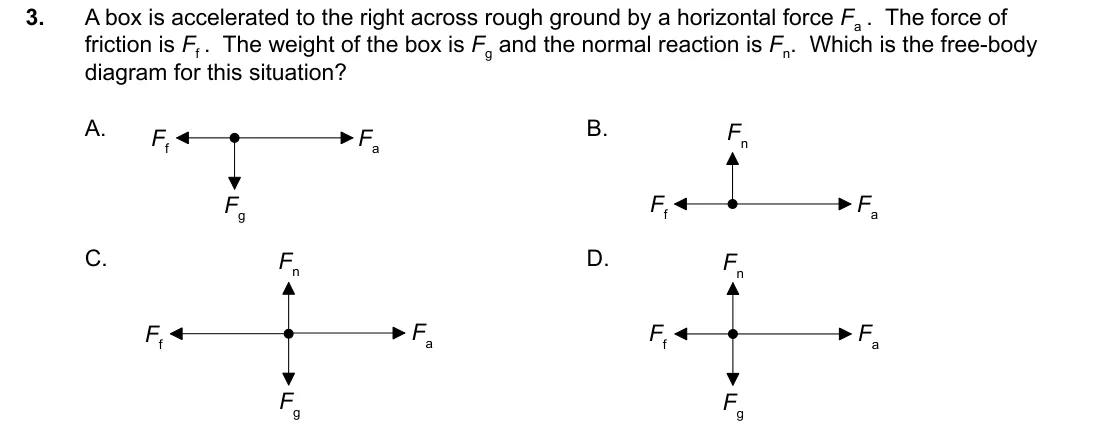 3. A box is accelerated to the right across rough ground by a horizontal force Fa. The force of
friction is Ff. The weight of the box is Fg and the normal reaction is Fn. Which is the free-body
diagram for this situation?
A.
Ff
Fa
Fg
B.
Fn
Ff
Fa
C.
Fn
Ff
Fa
Fg
D.
Fn
Ff
Fa
Fg